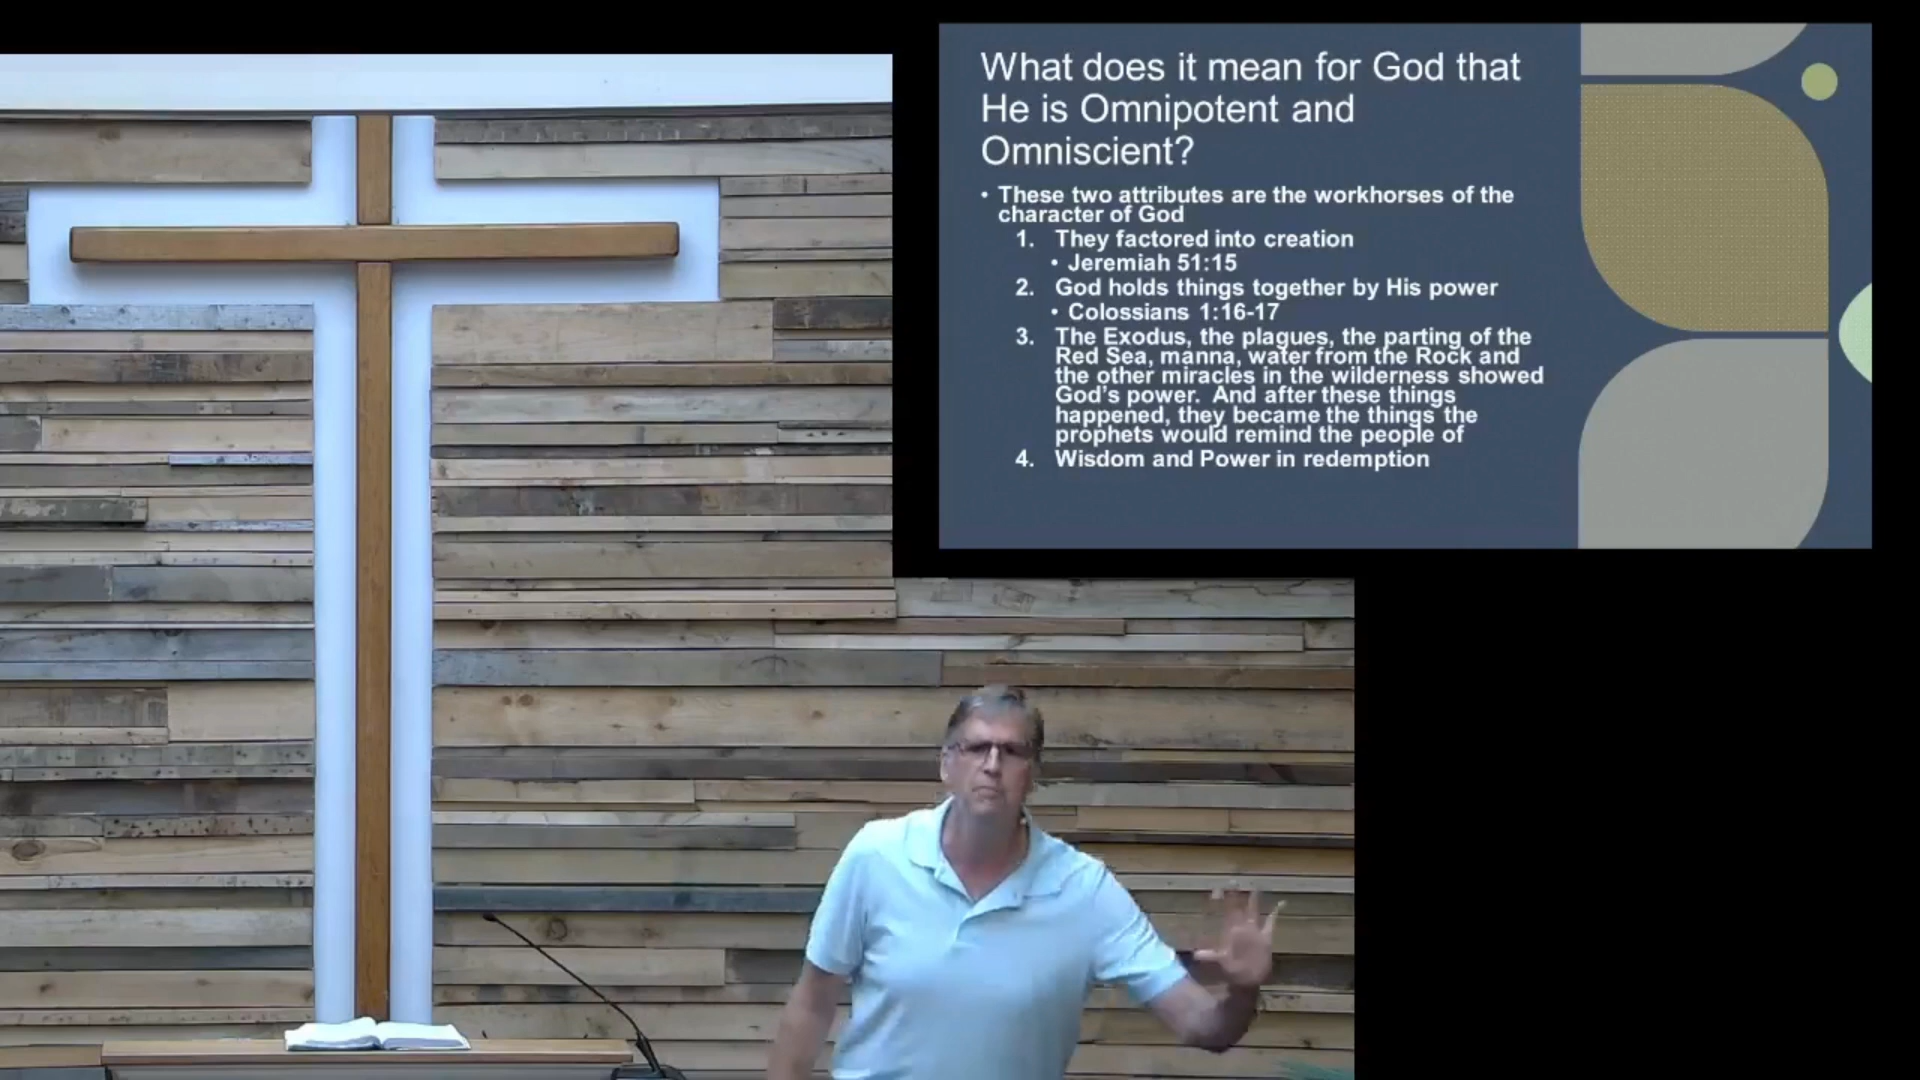 What does it mean for God that
He is Omnipotent and
Omniscient?
• These two attributes are the workhorses of the
character of God
1. They factored into creation
• Jeremiah 51:15
2. God holds things together by His power
• Colossians 1:16-17
3. The Exodus, the plagues, the parting of the
Red Sea, manna, water from the Rock and
the other miracles in the wilderness showed
God's power. And after these things
happened, they became the things the
prophets would remind the people of
4. Wisdom and Power in redemption